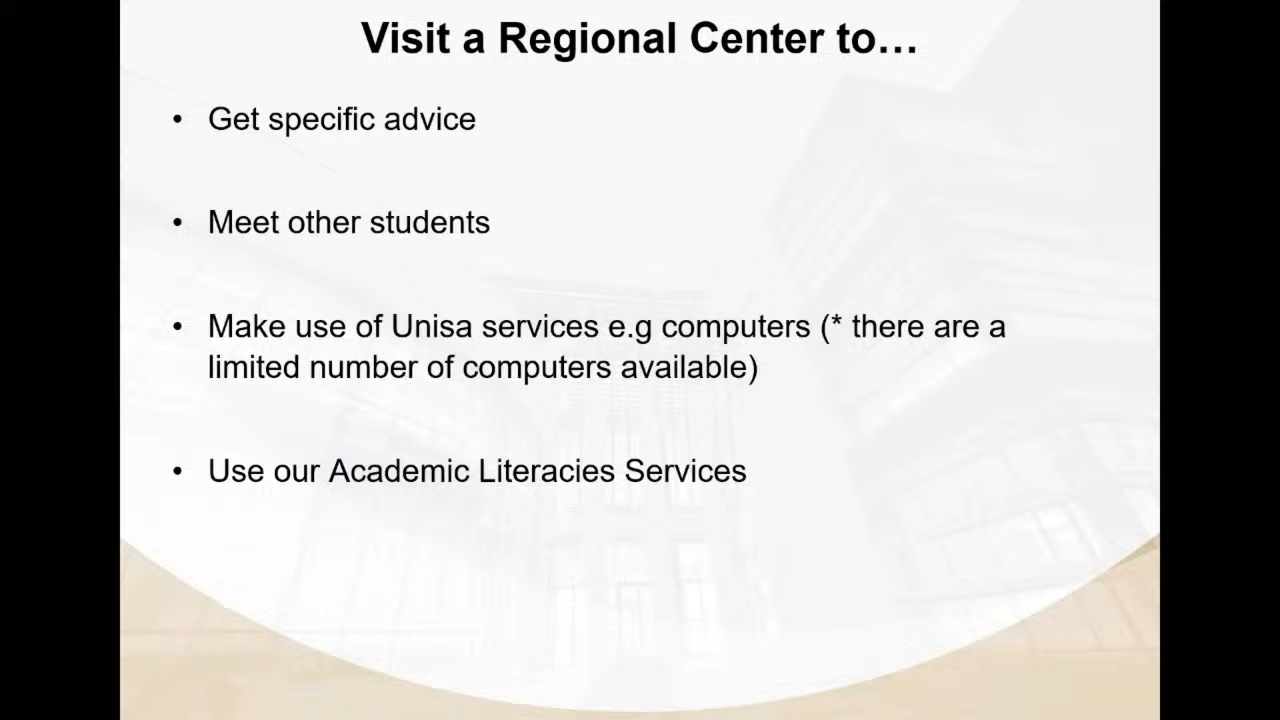 Visit a Regional Center to…
• Get specific advice
• Meet other students
• Make use of Unisa services e.g computers (* there are a
limited number of computers available)
• Use our Academic Literacies Services